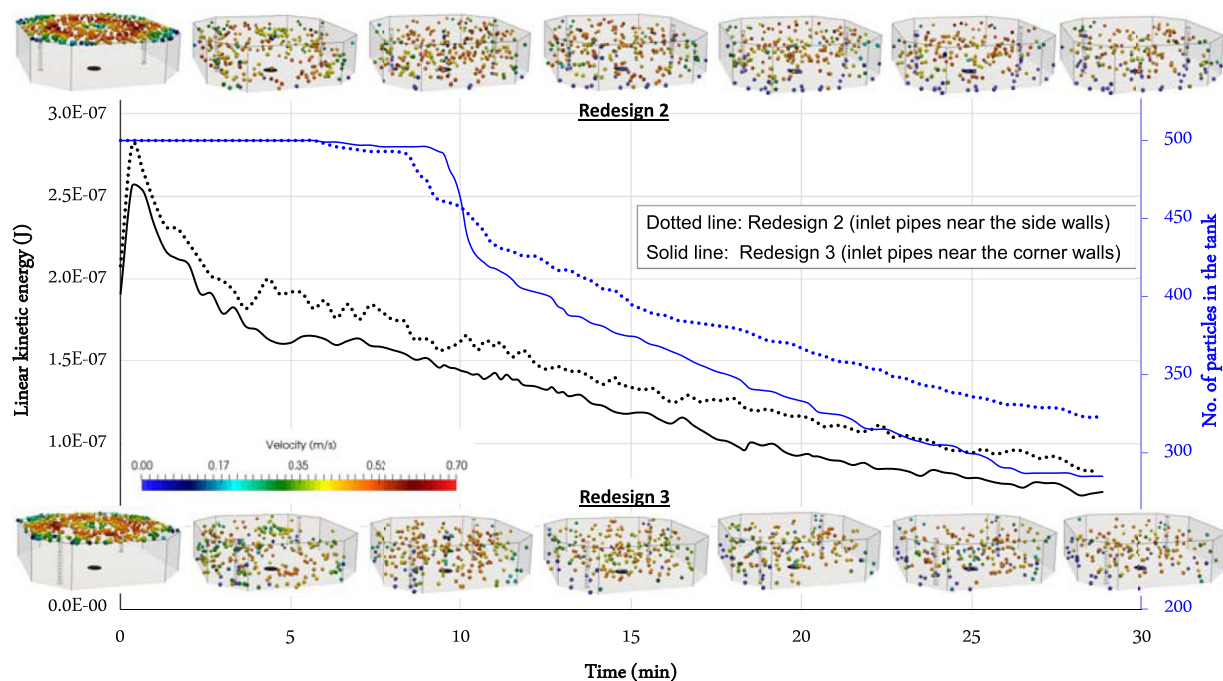 Redesign 2
3.0E-07
2.5E-07
2.0E-07
1.5E-07
1.0E-07
0.0E-00
Linear kinetic energy (J)
500
450
400
350
300
200
No. of particles in the tank
Dotted line: Redesign 2 (inlet pipes near the side walls)
Solid line: Redesign 3 (inlet pipes near the corner walls)
Velocity (m/s)
0.00 0.17 0.35 0.52 0.70
Redesign 3
0 5 10 15 20 25 30
Time (min)